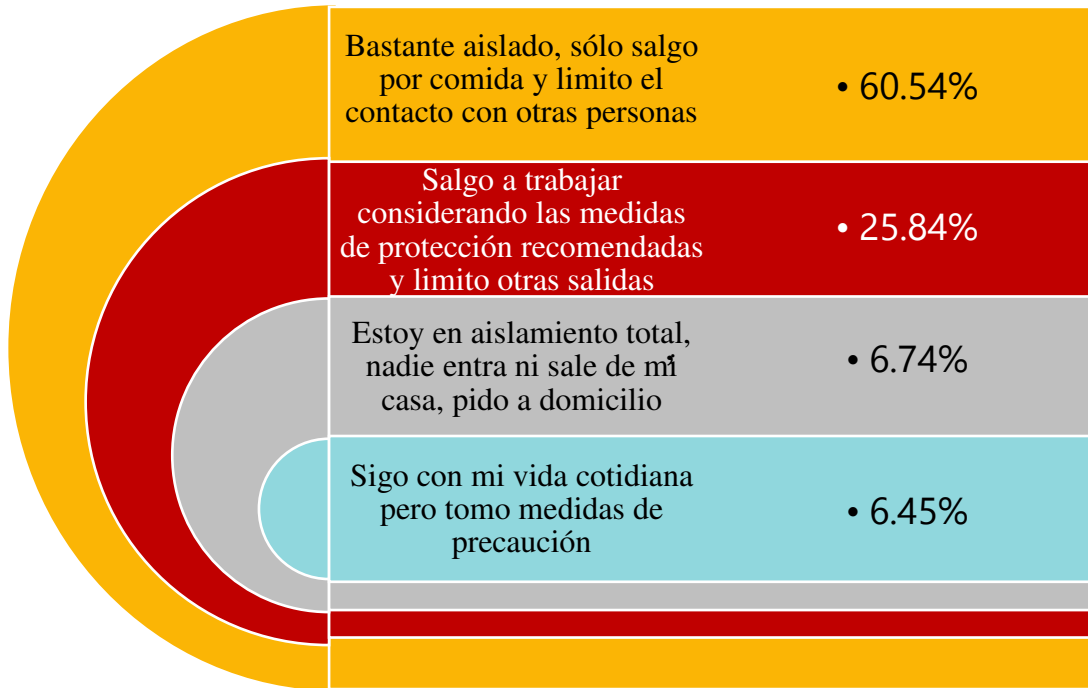 Bastante aislado, sólo salgo
por comida y limito el
contacto con otras personas
• 60.54%
Salgo a trabajar
considerando las medidas
de protección recomendadas
y limito otras salidas
• 25.84%
Estoy en aislamiento total,
nadie entra ni sale de mi
casa, pido a domicilio
• 6.74%
Sigo con mi vida cotidiana
pero tomo medidas de
precaución
• 6.45%